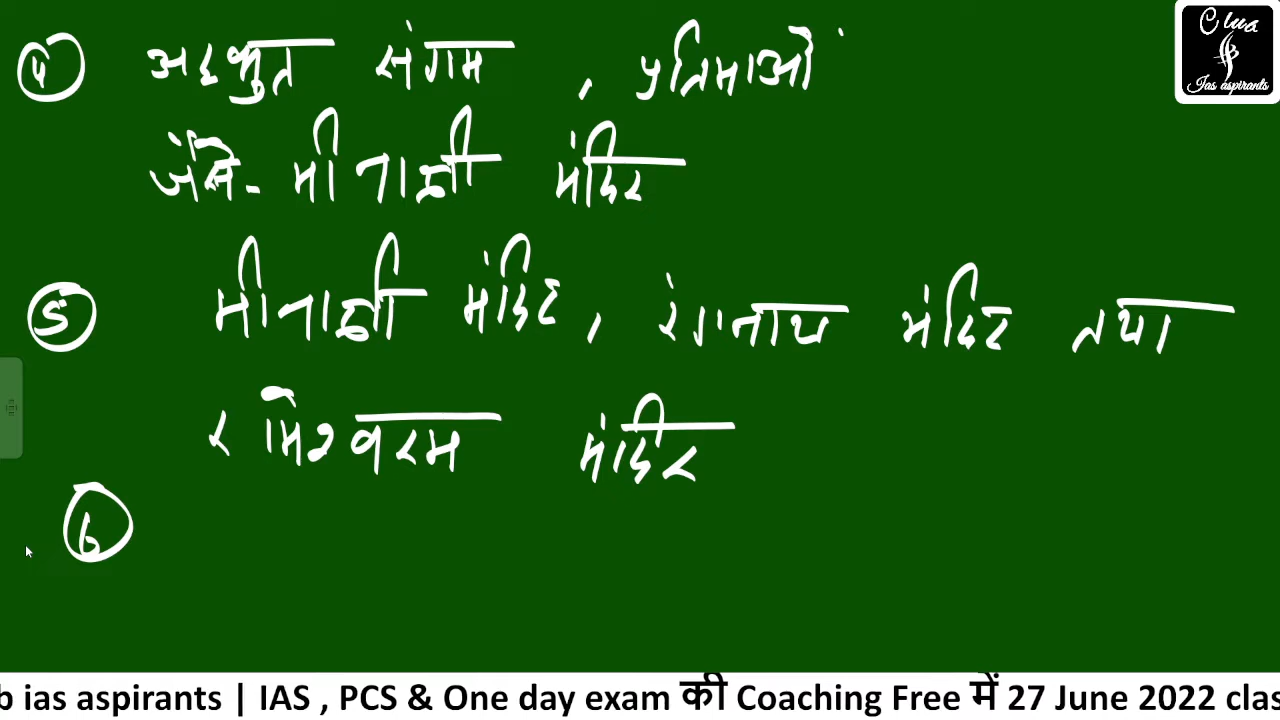 Club
Ias aspirants
4 अदभुत संगम , प्रतिमाओं
जैसे- मीनाक्षी मंदिर
5 मीनाक्षी मंदिर , रंगनाथ मंदिर तथा
रामेश्वरम मंदिर
6
b ias aspirants | IAS , PCS & One day exam की Coaching Free में 27 June 2022 clas